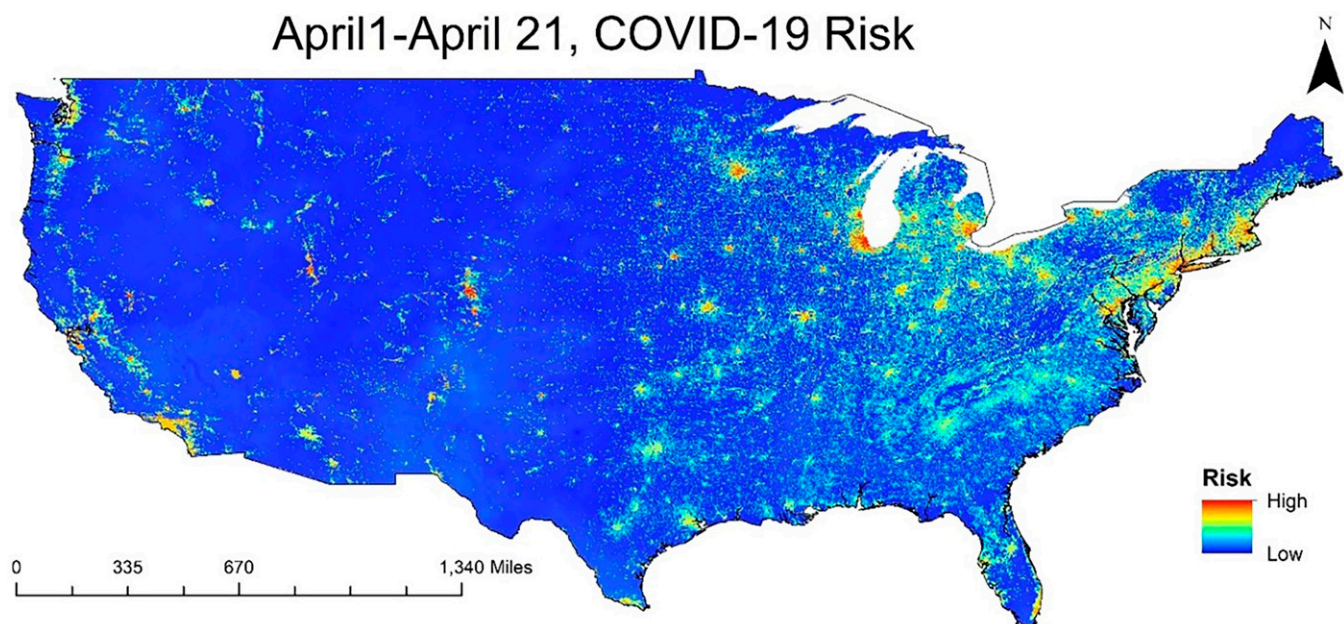 April1-April 21, COVID-19 Risk
N
Risk
High
Low
0 335 670 1,340 Miles